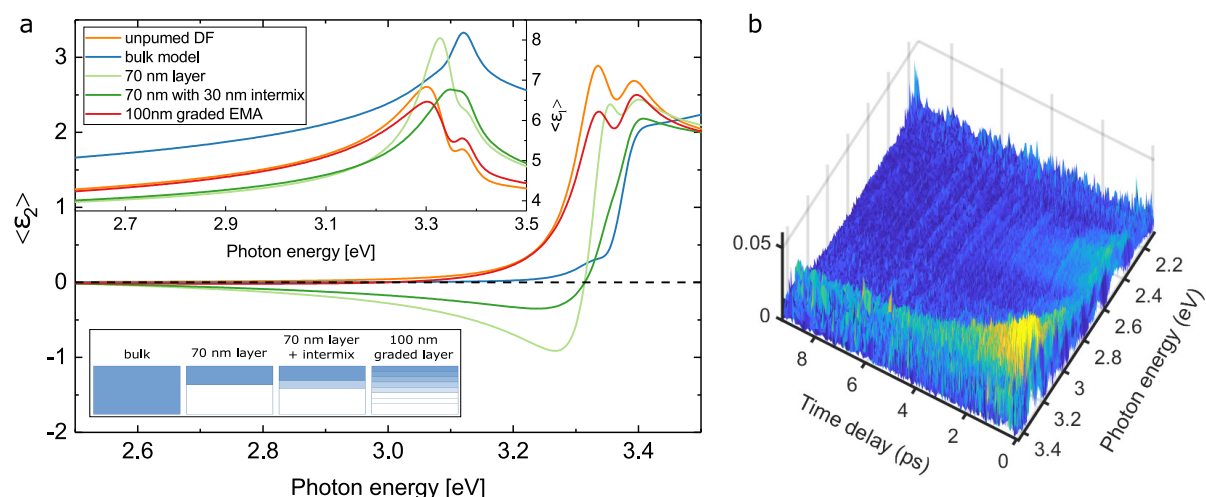 a
unpumed DF
bulk model
70 nm layer
70 nm with 30 nm intermix
100nm graded EMA
<ε₂>
3
2
1
0
-1
-2
8
7
6
5
4
<ε₁>
2.7 2.9 3.1 3.3 3.5
Photon energy [eV]
bulk
70 nm layer
70 nm layer
+ intermix
100 nm
graded layer
2.6 2.8 3.0 3.2 3.4
Photon energy [eV]
b
0.05
0
8 6 4 2 0
Time delay (ps)
2.2
2.4
2.6
2.8
3
3.2
3.4
Photon energy (eV)